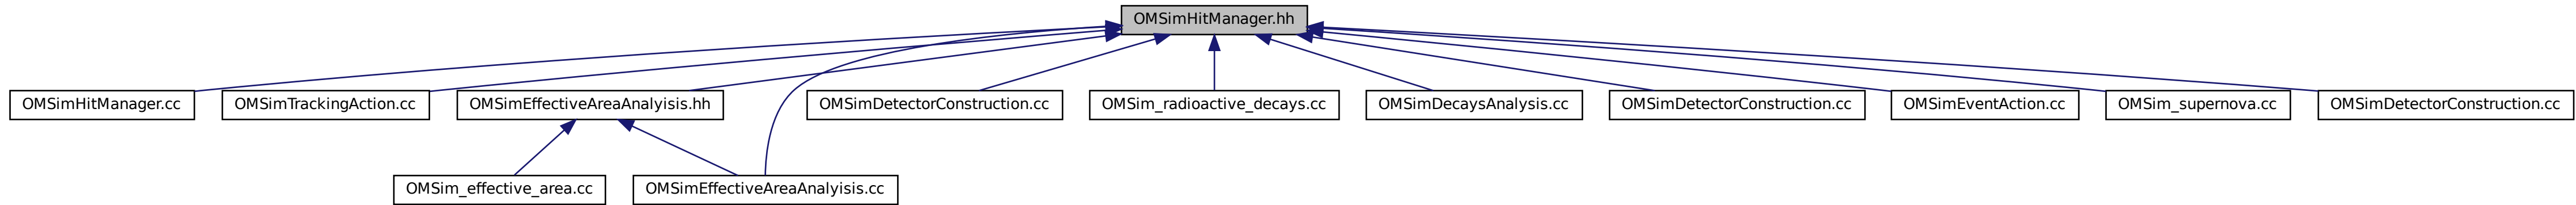 OMSimHitManager.hh
OMSimHitManager.cc
OMSimTrackingAction.cc
OMSimEffectiveAreaAnalyisis.hh
OMSimDetectorConstruction.cc
OMSim_radioactive_decays.cc
OMSimDecaysAnalysis.cc
OMSimDetectorConstruction.cc
OMSimEventAction.cc
OMSim_supernova.cc
OMSimDetectorConstruction.cc
OMSim_effective_area.cc
OMSimEffectiveAreaAnalyisis.cc